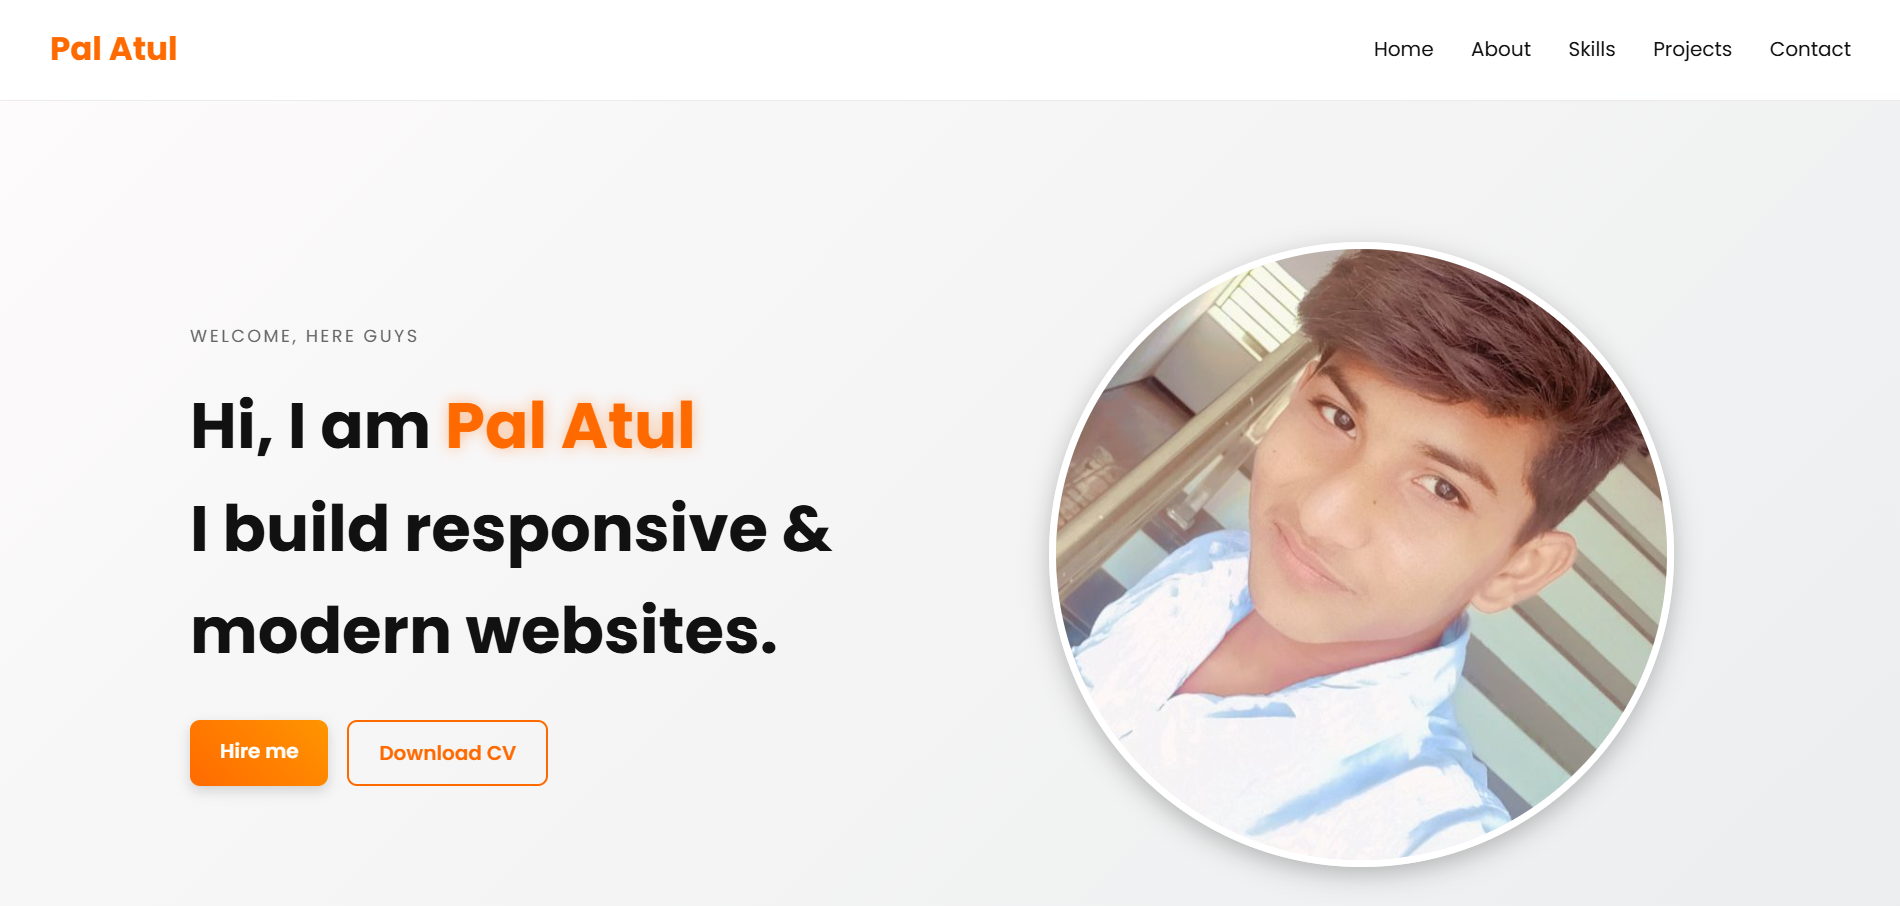 Pal Atul
Home About Skills Projects Contact
WELCOME, HERE GUYS
Hi, I am Pal Atul
I build responsive &
modern websites.
Hire me
Download CV